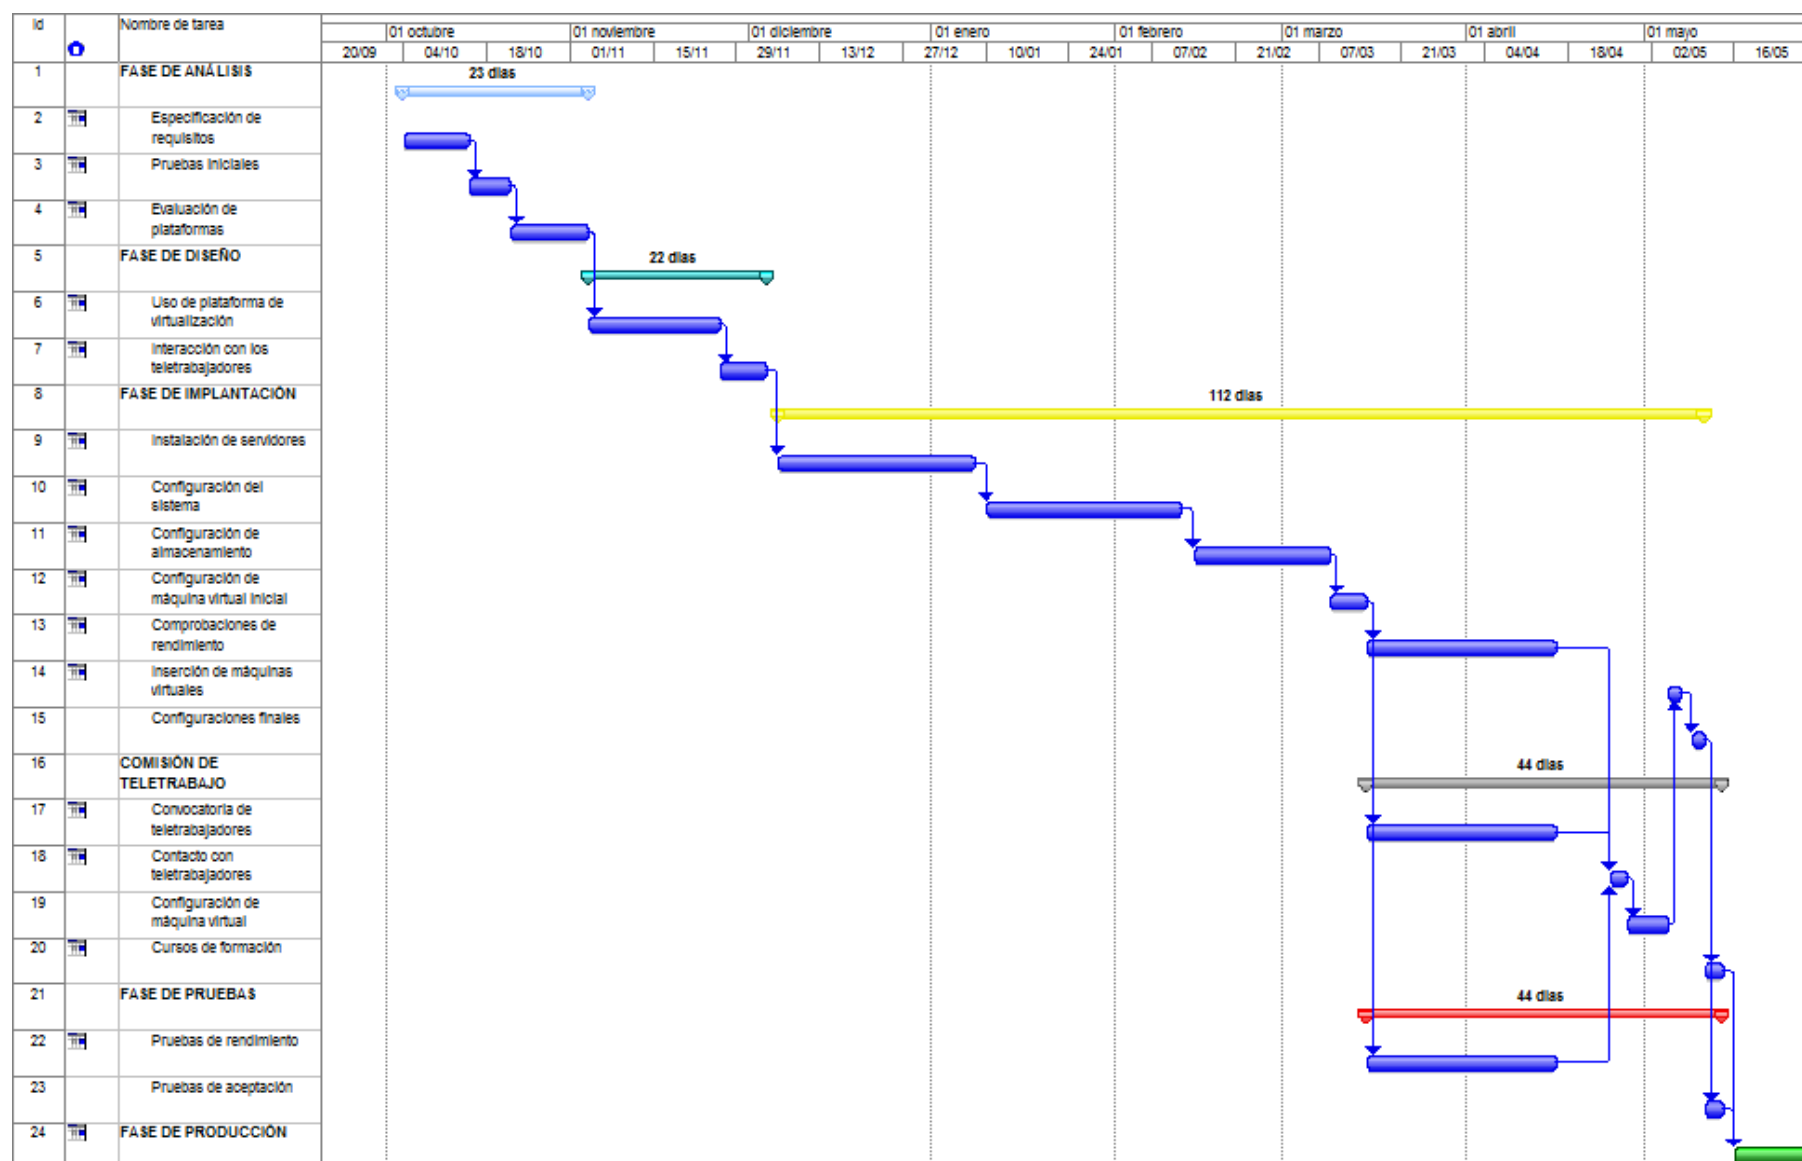 Id
Nombre de tarea
01 octubre
01 noviembre
01 diciembre
01 enero
01 febrero
01 marzo
01 abril
01 mayo
20/09
04/10
18/10
01/11
15/11
29/11
13/12
27/12
10/01
24/01
07/02
21/02
07/03
21/03
04/04
18/04
02/05
16/05
1
FASE DE ANÁLISIS
23 días
2
Especificación de
requisitos
3
Pruebas iniciales
4
Evaluación de
plataformas
5
FASE DE DISEÑO
22 días
6
Uso de plataforma de
virtualización
7
Interacción con los
teletrabajadores
8
FASE DE IMPLANTACIÓN
112 días
9
Instalación de servidores
10
Configuración del
sistema
11
Configuración de
almacenamiento
12
Configuración de
máquina virtual inicial
13
Comprobaciones de
rendimiento
14
Inserción de máquinas
virtuales
15
Configuraciones finales
16
COMISIÓN DE
TELETRABAJO
44 días
17
Convocatoria de
teletrabajadores
18
Contacto con
teletrabajadores
19
Configuración de
máquina virtual
20
Cursos de formación
21
FASE DE PRUEBAS
44 días
22
Pruebas de rendimiento
23
Pruebas de aceptación
24
FASE DE PRODUCCIÓN